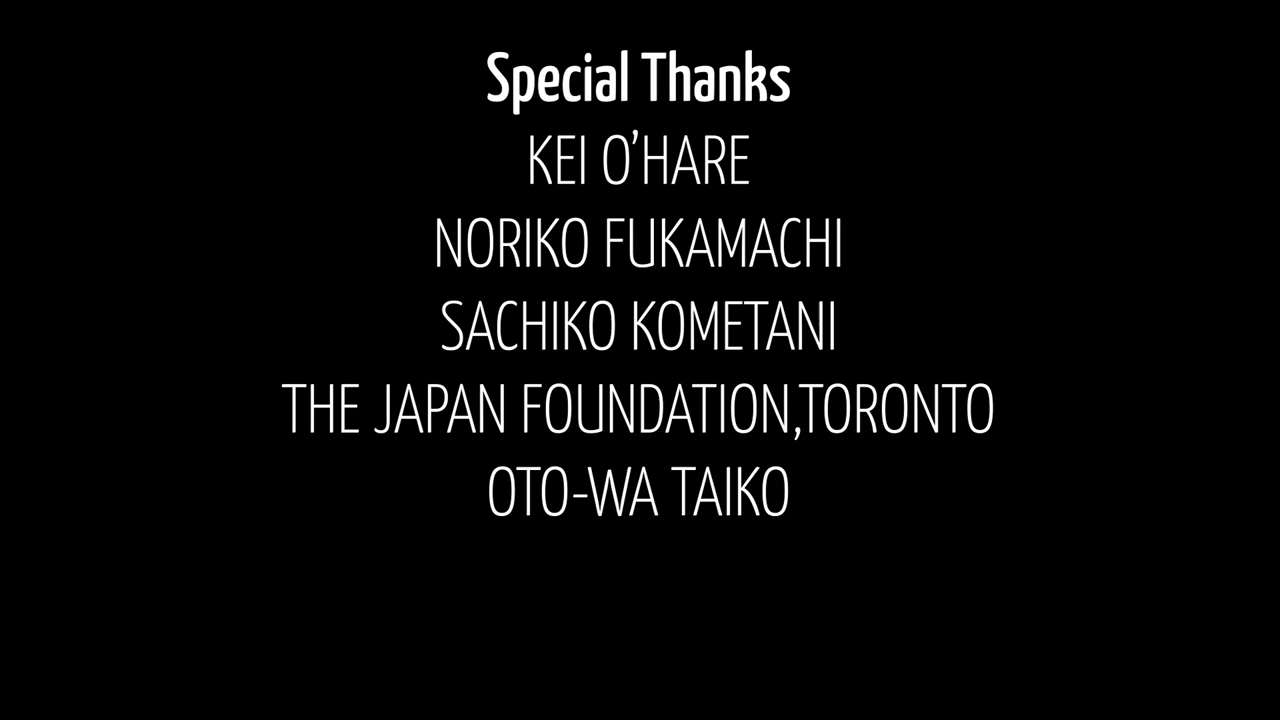 Special Thanks
KEI O’HARE
NORIKO FUKAMACHI
SACHIKO KOMETANI
THE JAPAN FOUNDATION,TORONTO
OTO-WA TAIKO